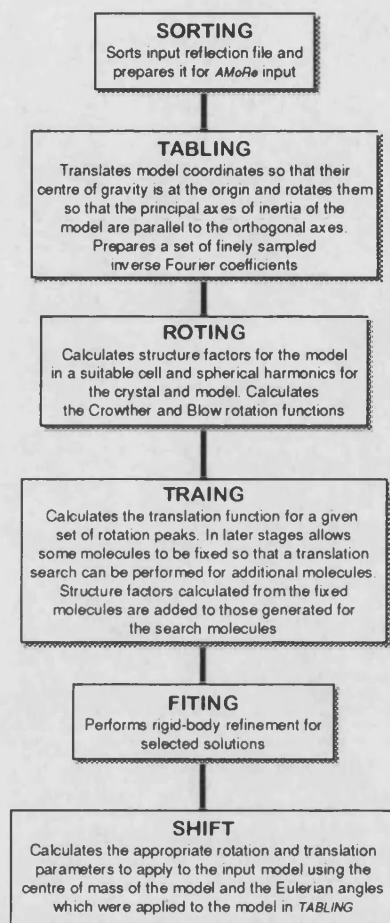 SORTING
Sorts input reflection file and
prepares it for AMoRe input
TABLING
Translates model coordinates so that their
centre of gravity is at the origin and rotates them
so that the principal axes of inertia of the
model are parallel to the orthogonal axes.
Prepares a set of finely sampled
inverse Fourier coefficients
ROTING
Calculates structure factors for the model
in a suitable cell and spherical harmonics for
the crystal and model. Calculates
the Crowther and Blow rotation functions
TRAING
Calculates the translation function for a given
set of rotation peaks. In later stages allows
some molecules to be fixed so that a translation
search can be performed for additional molecules.
Structure factors calculated from the fixed
molecules are added to those generated for
the search molecules
FITING
Performs rigid-body refinement for
selected solutions
SHIFT
Calculates the appropriate rotation and translation
parameters to apply to the input model using the
centre of mass of the model and the Eulerian angles
which were applied to the model in TABLING